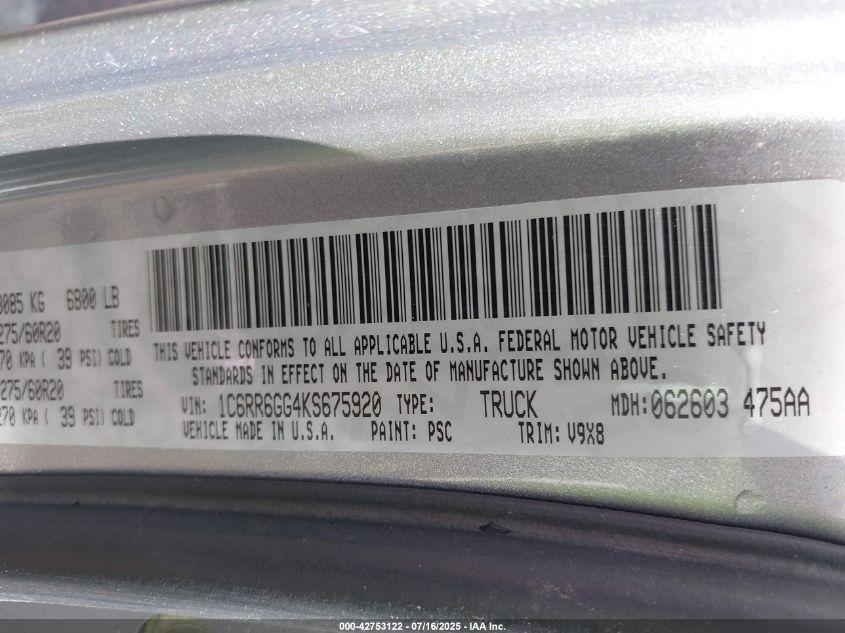 3085 KG 6800 LB
275/60R20 TIRES
270 KPA ( 39 PSI) COLD
275/60R20 TIRES
270 KPA ( 39 PSI) COLD
THIS VEHICLE CONFORMS TO ALL APPLICABLE U.S.A. FEDERAL MOTOR VEHICLE SAFETY
STANDARDS IN EFFECT ON THE DATE OF MANUFACTURE SHOWN ABOVE.
VIN: 1C6RR6GG4KS675920 TYPE: TRUCK MDH:062603 475AA
VEHICLE MADE IN U.S.A. PAINT: PSC TRIM: V9X8
000-42753122 - 07/16/2025 - IAA Inc.